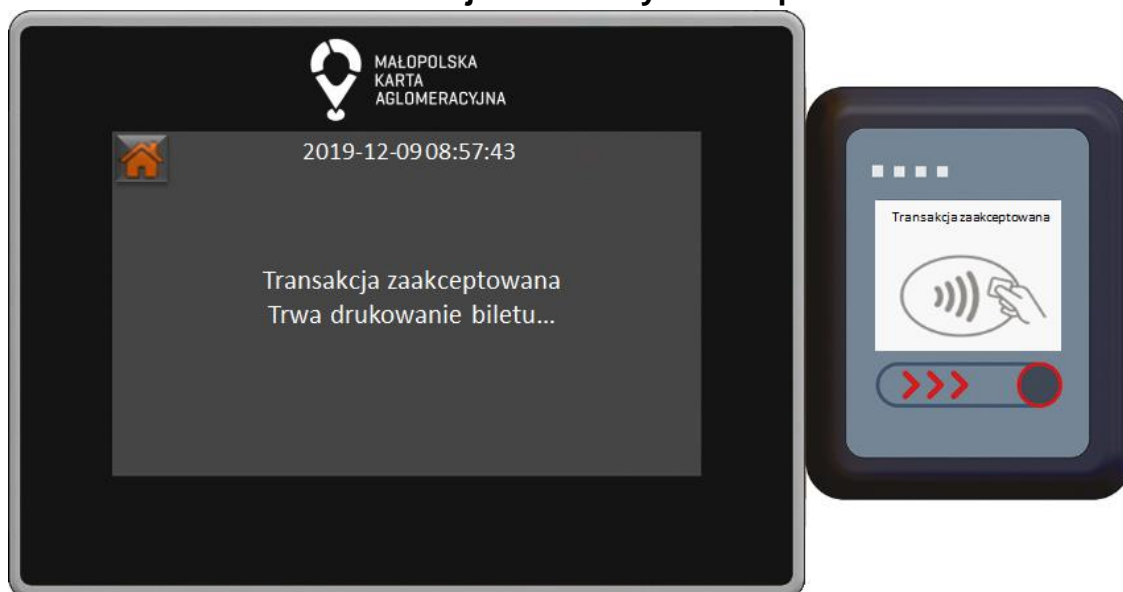 MAŁOPOLSKA
KARTA
AGLOMERACYJNA
2019-12-09 08:57:43
Transakcja zaakceptowana
Trwa drukowanie biletu...
Transakcja zaakceptowana